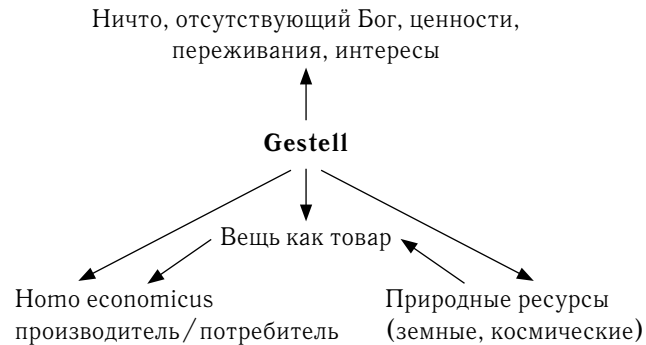 Ничто, отсутствующий Бог, ценности,
переживания, интересы
Gestell
Вещь как товар
Homo economicus
производитель/потребитель
Природные ресурсы
(земные, космические)